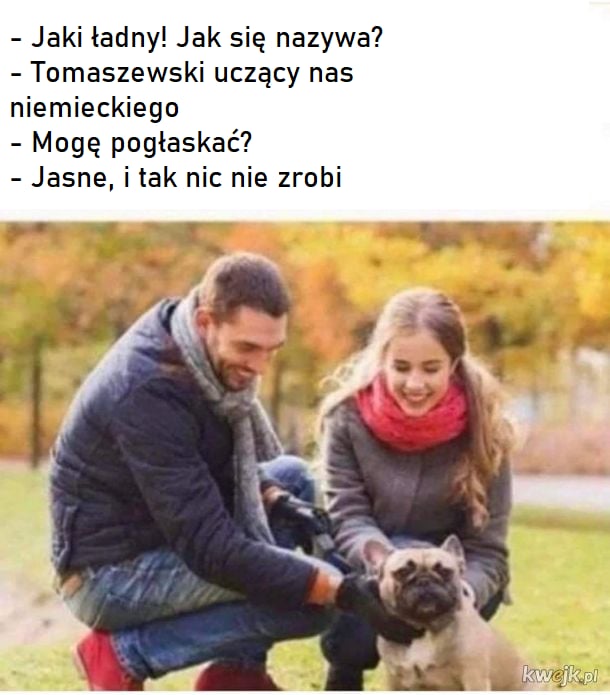 - Jaki ładny! Jak się nazywa?
- Tomaszewski uczący nas
niemieckiego
- Mogę pogłaskać?
- Jasne, i tak nic nie zrobi
kwejk.pl